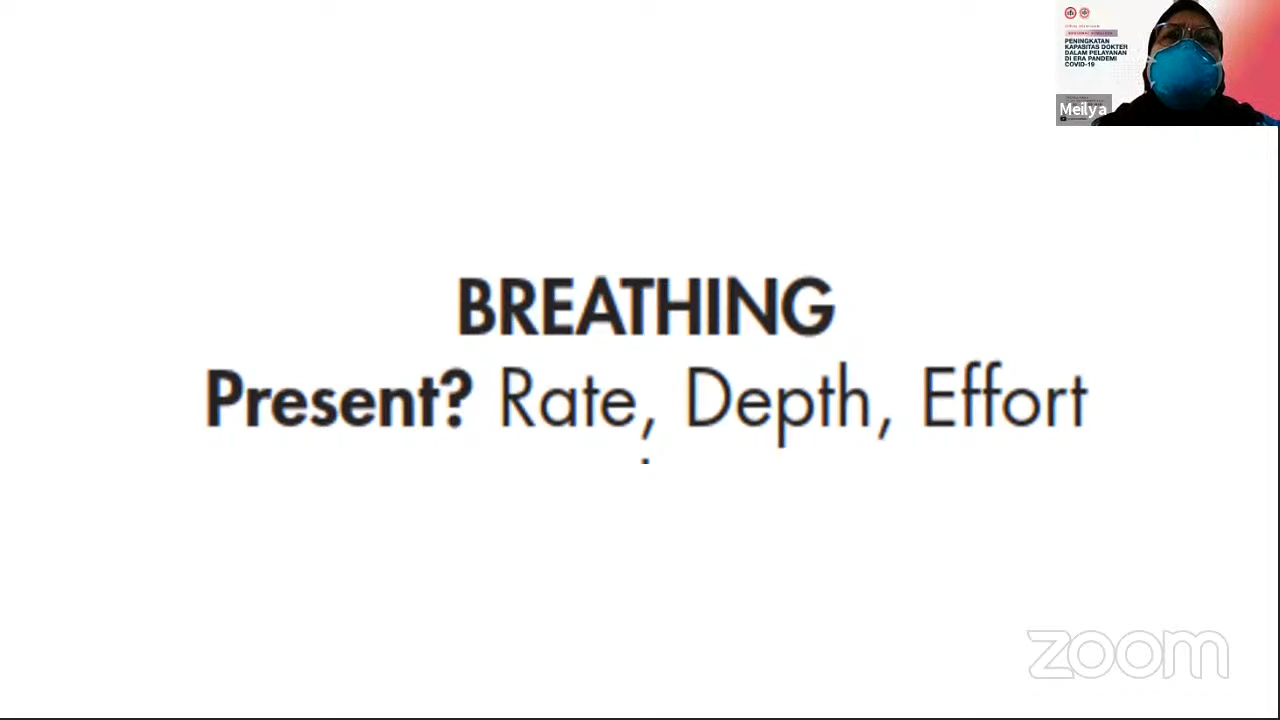 PENINGKATAN
KAPASITAS DOKTER
DALAM PELAYANAN
DI ERA PANDEMI
COVID-19
Meilya
BREATHING
Present? Rate, Depth, Effort
zoom